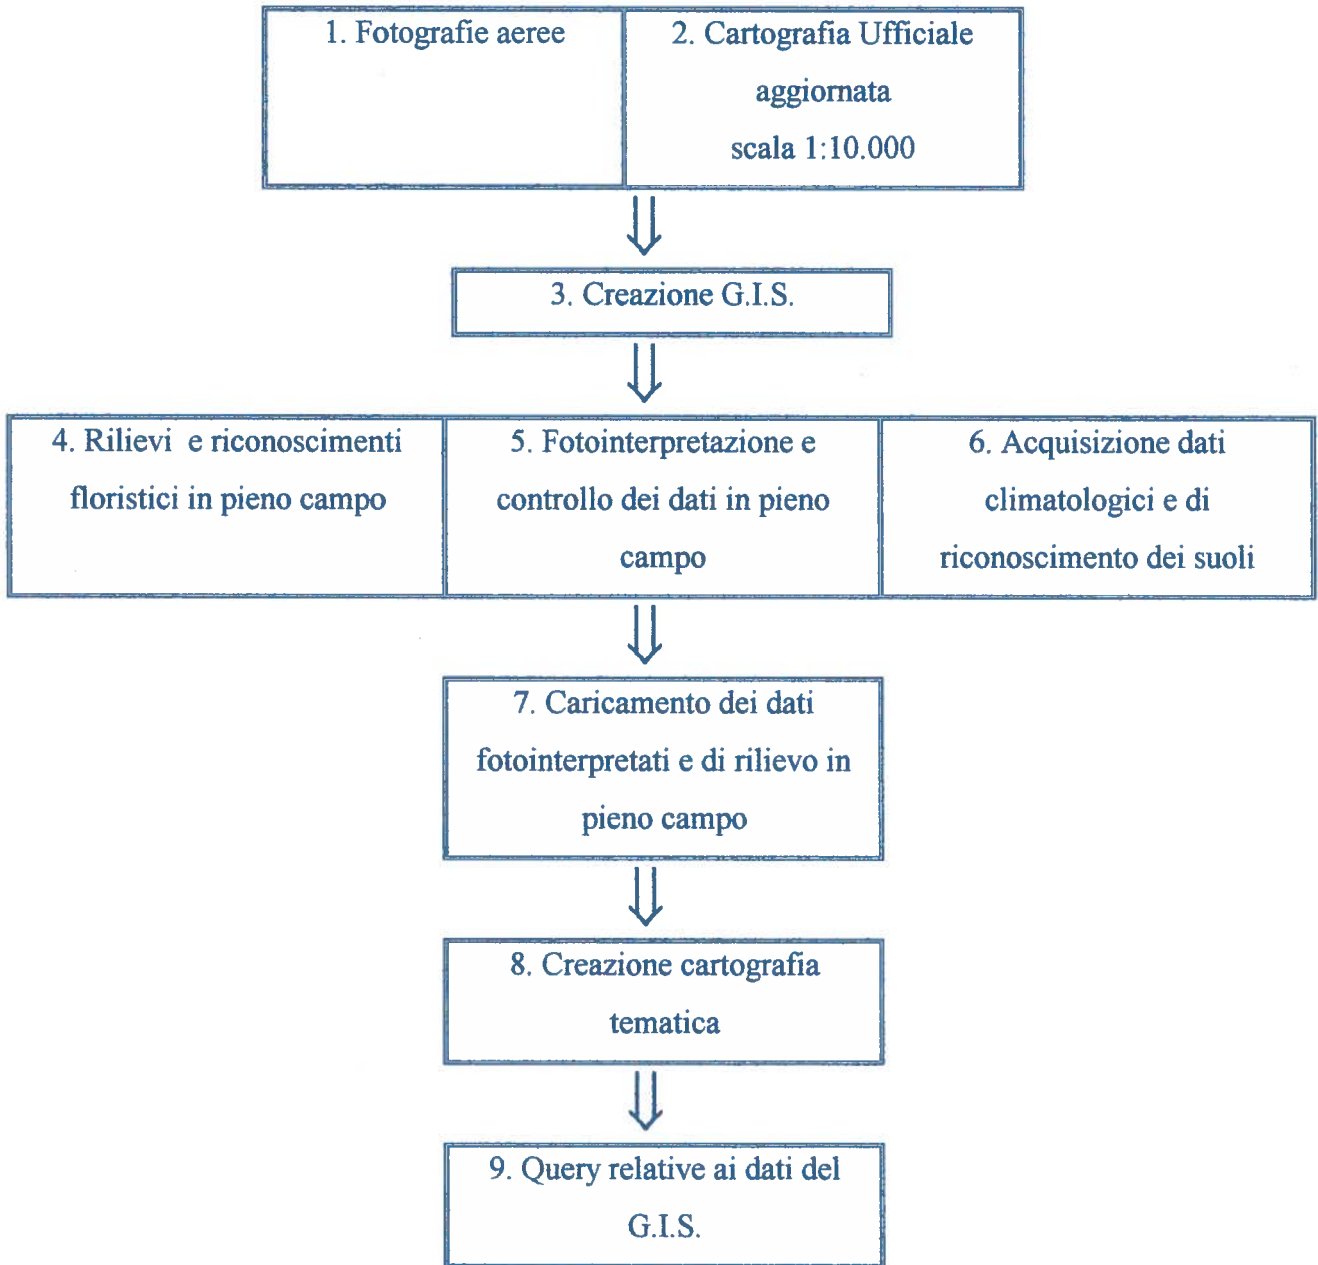 1. Fotografie aeree
2. Cartografia Ufficiale
aggiornata
scala 1:10.000
3. Creazione G.I.S.
4. Rilievi e riconoscimenti
floristici in pieno campo
5. Fotointerpretazione e
controllo dei dati in pieno
campo
6. Acquisizione dati
climatologici e di
riconoscimento dei suoli
7. Caricamento dei dati
fotointerpretati e di rilievo in
pieno campo
8. Creazione cartografia
tematica
9. Query relative ai dati del
G.I.S.